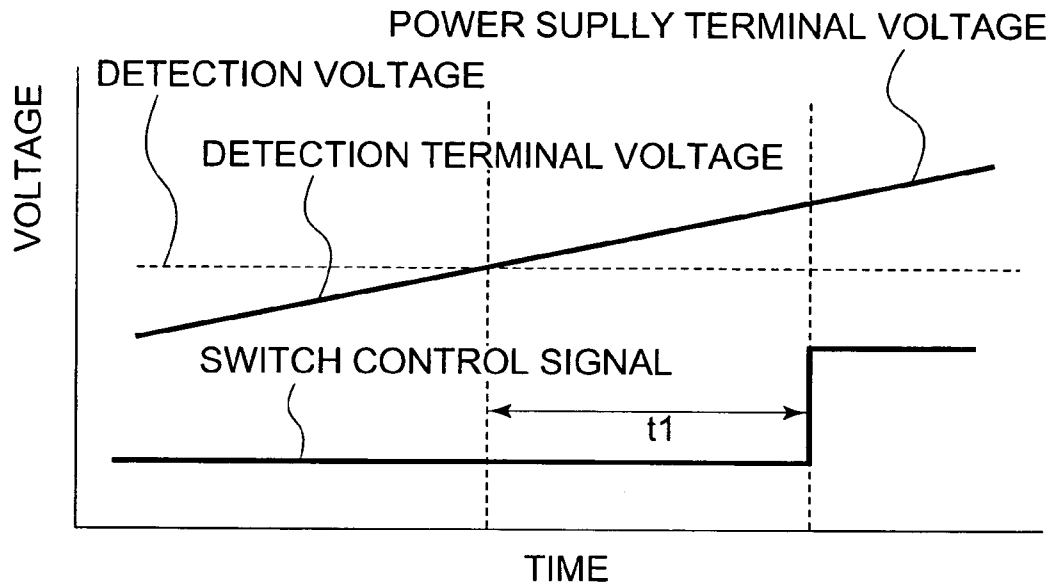 POWER SUPLLY TERMINAL VOLTAGE
DETECTION VOLTAGE
DETECTION TERMINAL VOLTAGE
VOLTAGE
SWITCH CONTROL SIGNAL
t1
TIME